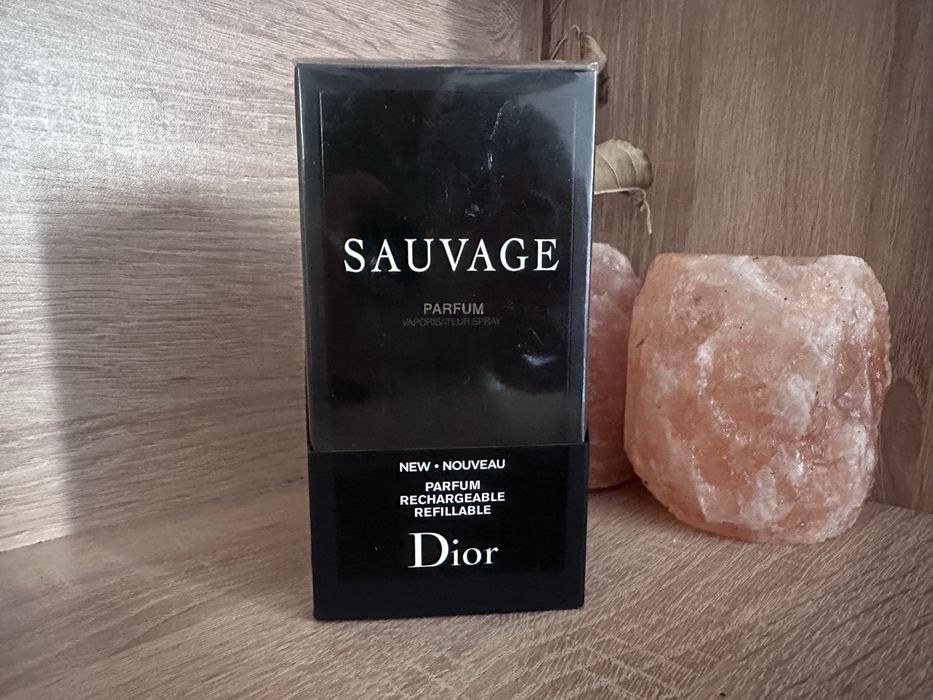 SAUVAGE
PARFUM
VAPORISATEUR SPRAY
NEW • NOUVEAU
PARFUM
RECHARGEABLE
REFILLABLE
Dior